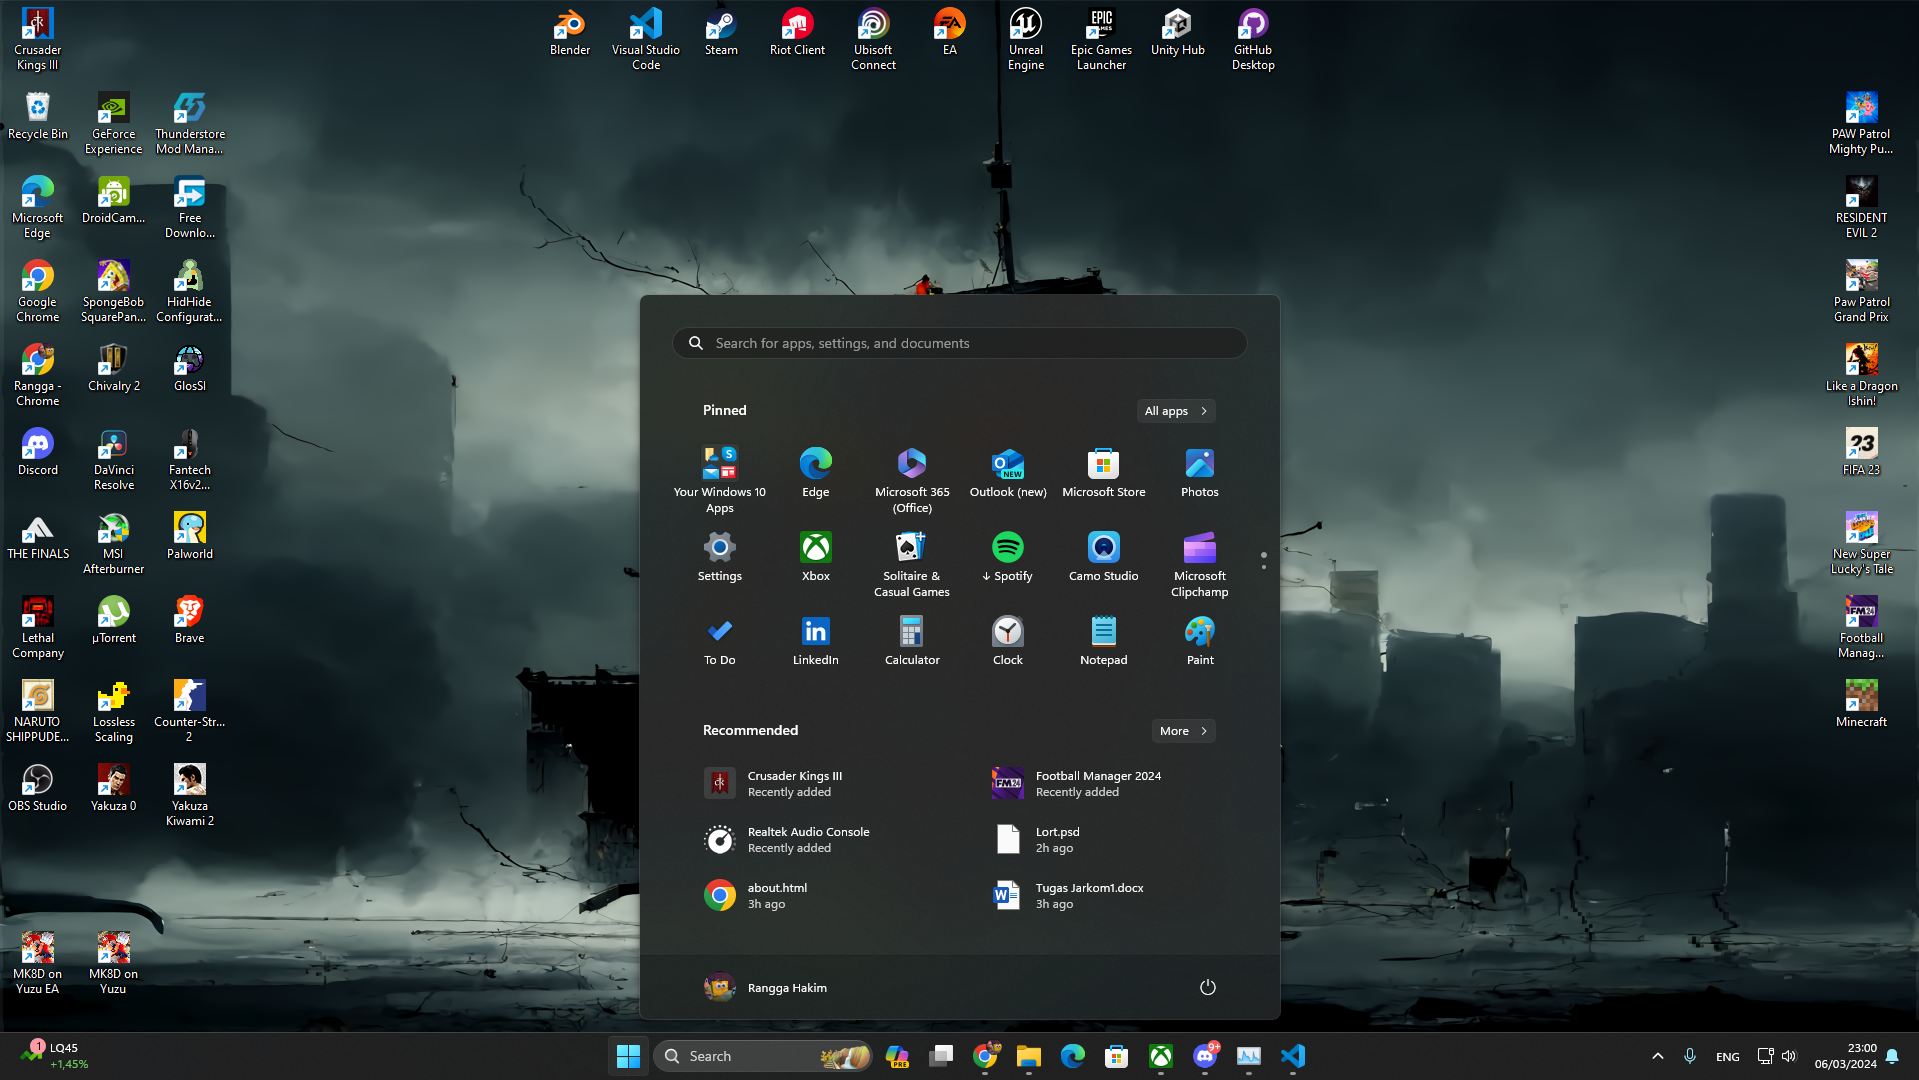 Crusader
Kings III
Blender
Visual Studio
Code
Steam
Riot Client
Ubisoft
Connect
EA
Unreal
Engine
Epic Games
Launcher
Unity Hub
GitHub
Desktop
Recycle Bin
GeForce
Experience
Thunderstore
Mod Mana...
PAW Patrol
Mighty Pu...
Microsoft
Edge
DroidCam...
Free
Downlo...
RESIDENT
EVIL 2
Google
Chrome
SpongeBob
SquarePan...
HidHide
Configurat...
Paw Patrol
Grand Prix
Rangga -
Chrome
Chivalry 2
GlosSI
Like a Dragon
Ishin!
Discord
DaVinci
Resolve
Fantech
X16v2...
FIFA 23
THE FINALS
MSI
Afterburner
Palworld
New Super
Lucky's Tale
Lethal
Company
µTorrent
Brave
Football
Manag...
NARUTO
SHIPPUDE...
Lossless
Scaling
Counter-Str...
2
Minecraft
OBS Studio
Yakuza 0
Yakuza
Kiwami 2
MK8D on
Yuzu EA
MK8D on
Yuzu
Search for apps, settings, and documents
Pinned
All apps
Your Windows 10
Apps
Edge
Microsoft 365
(Office)
Outlook (new)
Microsoft Store
Photos
Settings
Xbox
Solitaire &
Casual Games
↓ Spotify
Camo Studio
Microsoft
Clipchamp
To Do
LinkedIn
Calculator
Clock
Notepad
Paint
Recommended
More
Crusader Kings III
Recently added
Football Manager 2024
Recently added
Realtek Audio Console
Recently added
Lort.psd
2h ago
about.html
3h ago
Tugas Jarkom1.docx
3h ago
Rangga Hakim
1
LQ45
+1,45%
Search
PRE
9+
ENG
23:00
06/03/2024